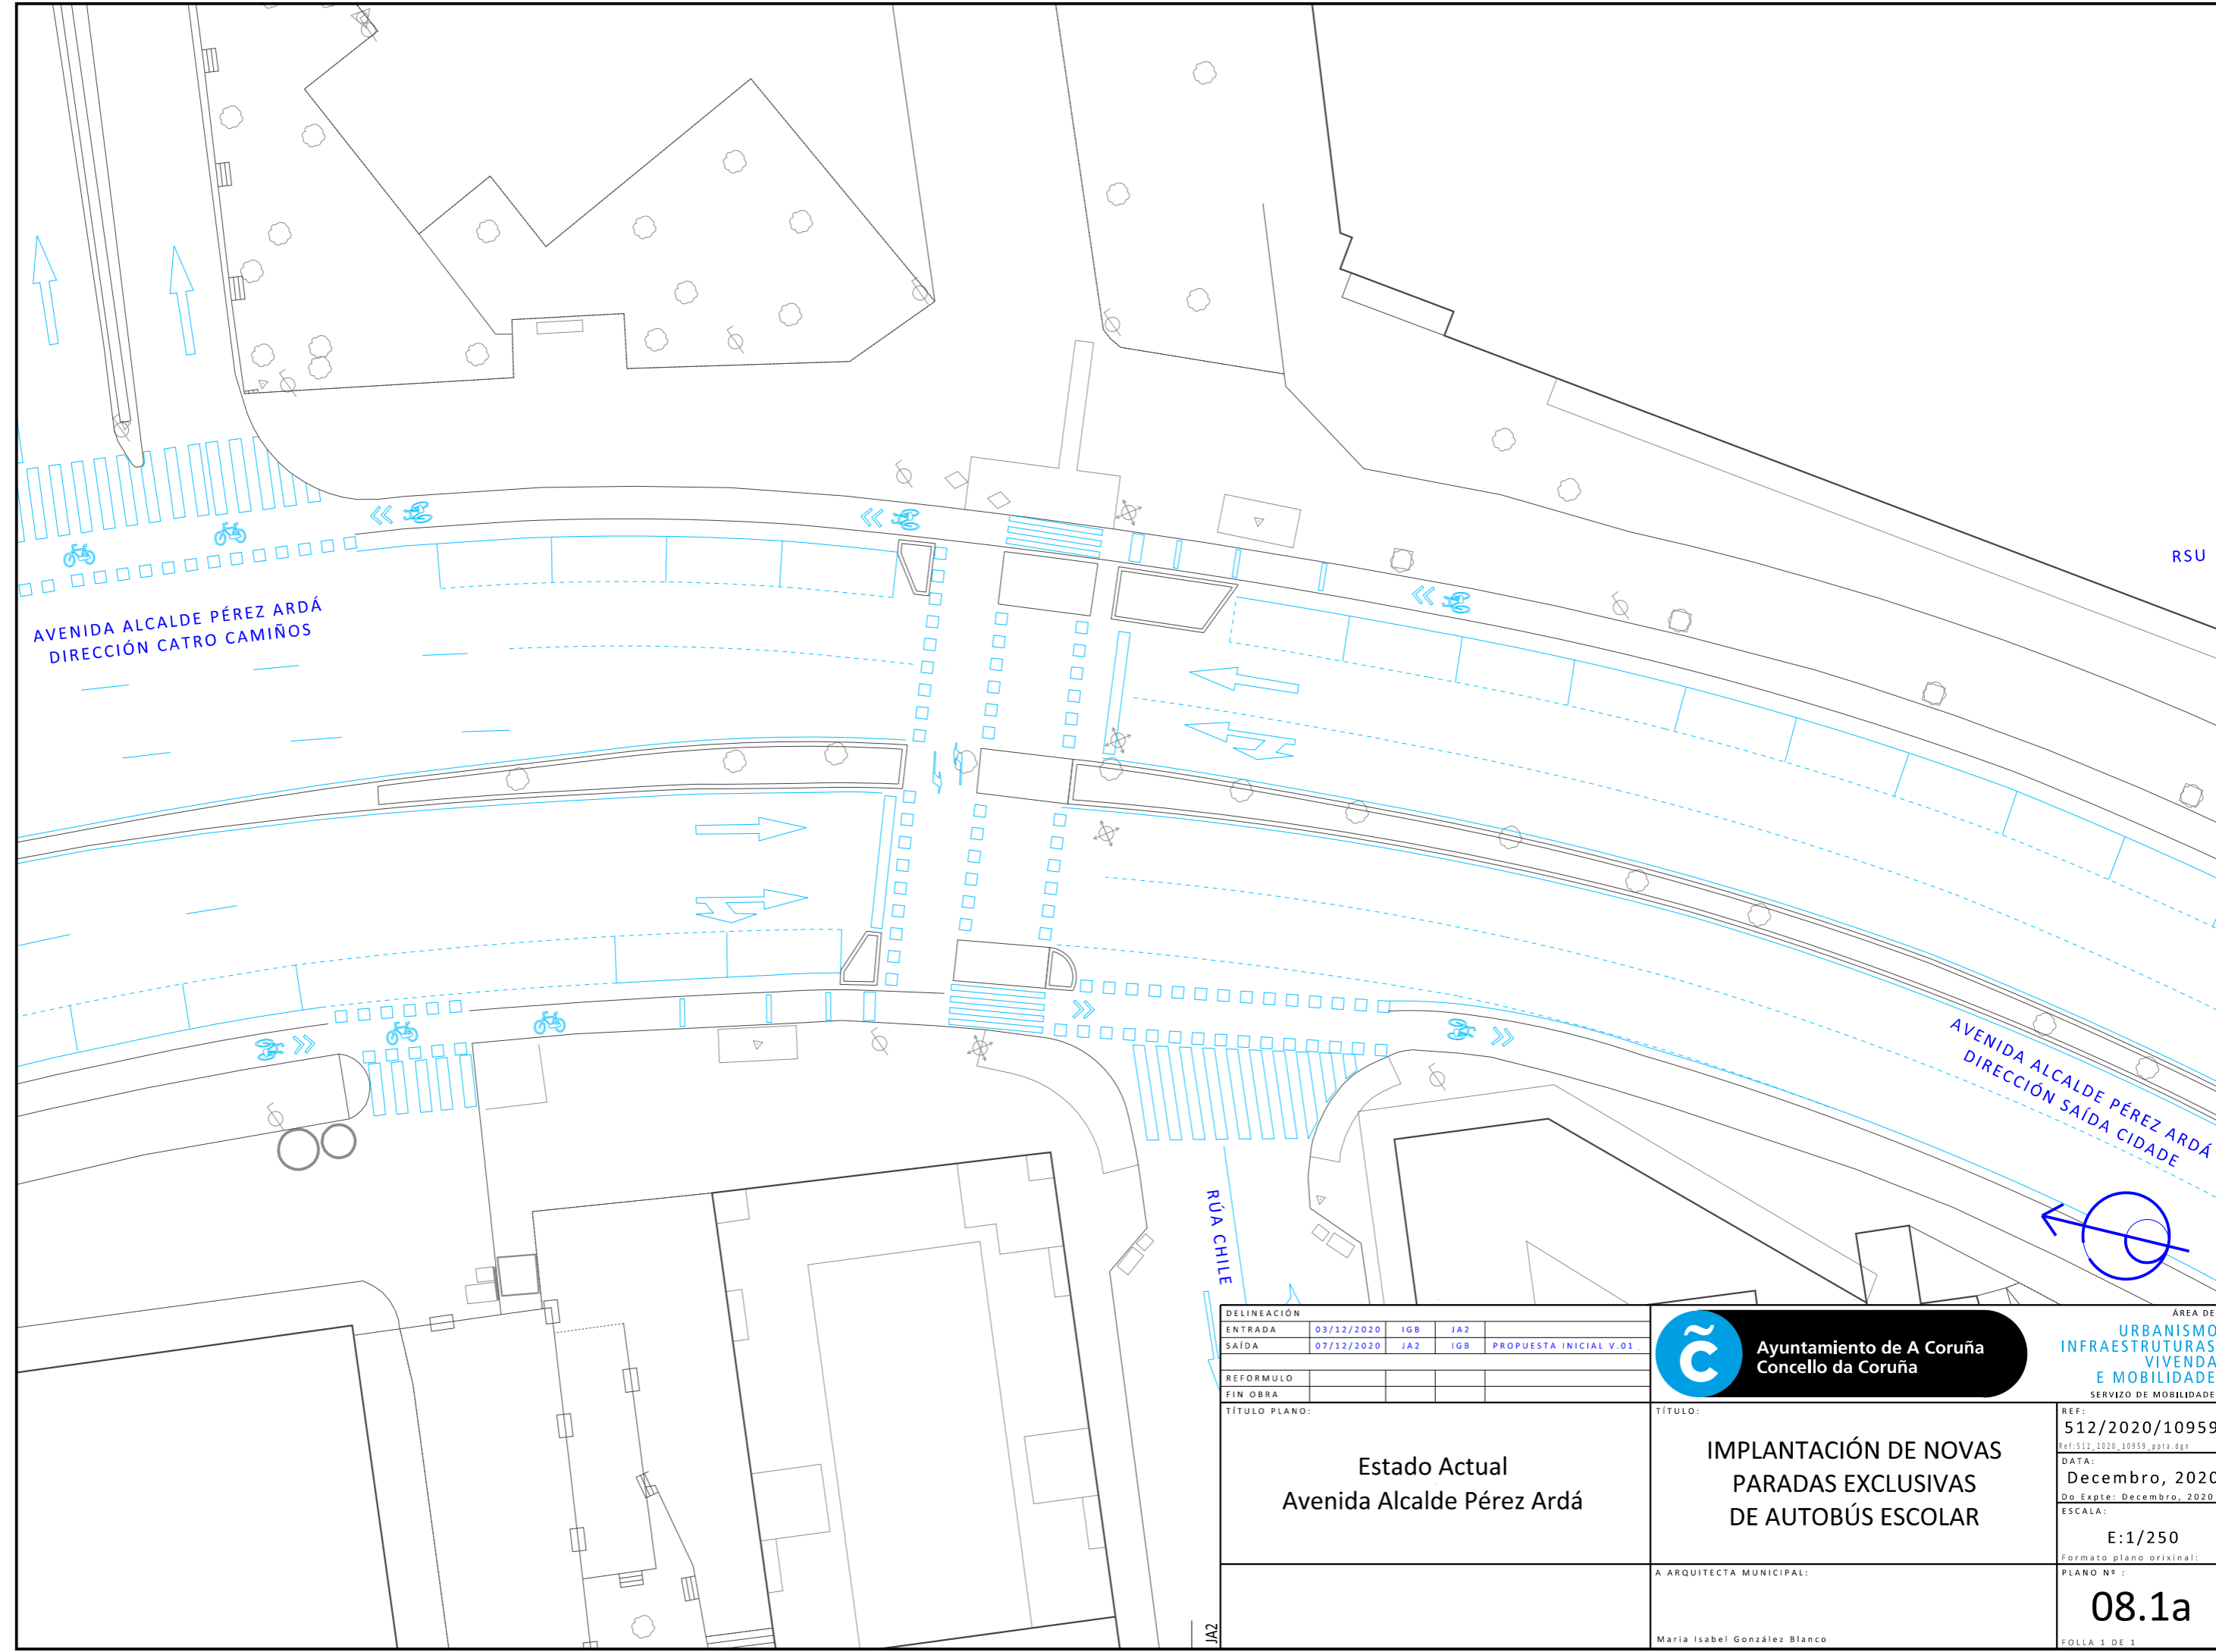 RSU
AVENIDA ALCALDE PÉREZ ARDÁ
DIRECCIÓN CATRO CAMIÑOS
AVENIDA ALCALDE PÉREZ ARDÁ
DIRECCIÓN SAÍDA CIDADE
RÚA CHILE
JA2
DELINEACIÓN
ENTRADA 03/12/2020 IGB JA2
SAÍDA 07/12/2020 JA2 IGB PROPUESTA INICIAL V.01
REFORMULO
FIN OBRA
Ayuntamiento de A Coruña
Concello da Coruña
ÁREA DE
URBANISMO
INFRAESTRUTURAS
VIVENDA
E MOBILIDADE
SERVIZO DE MOBILIDADE
TÍTULO PLANO:
Estado Actual
Avenida Alcalde Pérez Ardá
TÍTULO:
IMPLANTACIÓN DE NOVAS
PARADAS EXCLUSIVAS
DE AUTOBÚS ESCOLAR
REF:
512/2020/10959
Ref:512_2020_10959_ppta.dgn
DATA:
Decembro, 2020
Do Expte: Decembro, 2020
ESCALA:
E:1/250
Formato plano orixinal:
A ARQUITECTA MUNICIPAL:
Maria Isabel González Blanco
PLANO Nº :
08.1a
FOLLA 1 DE 1